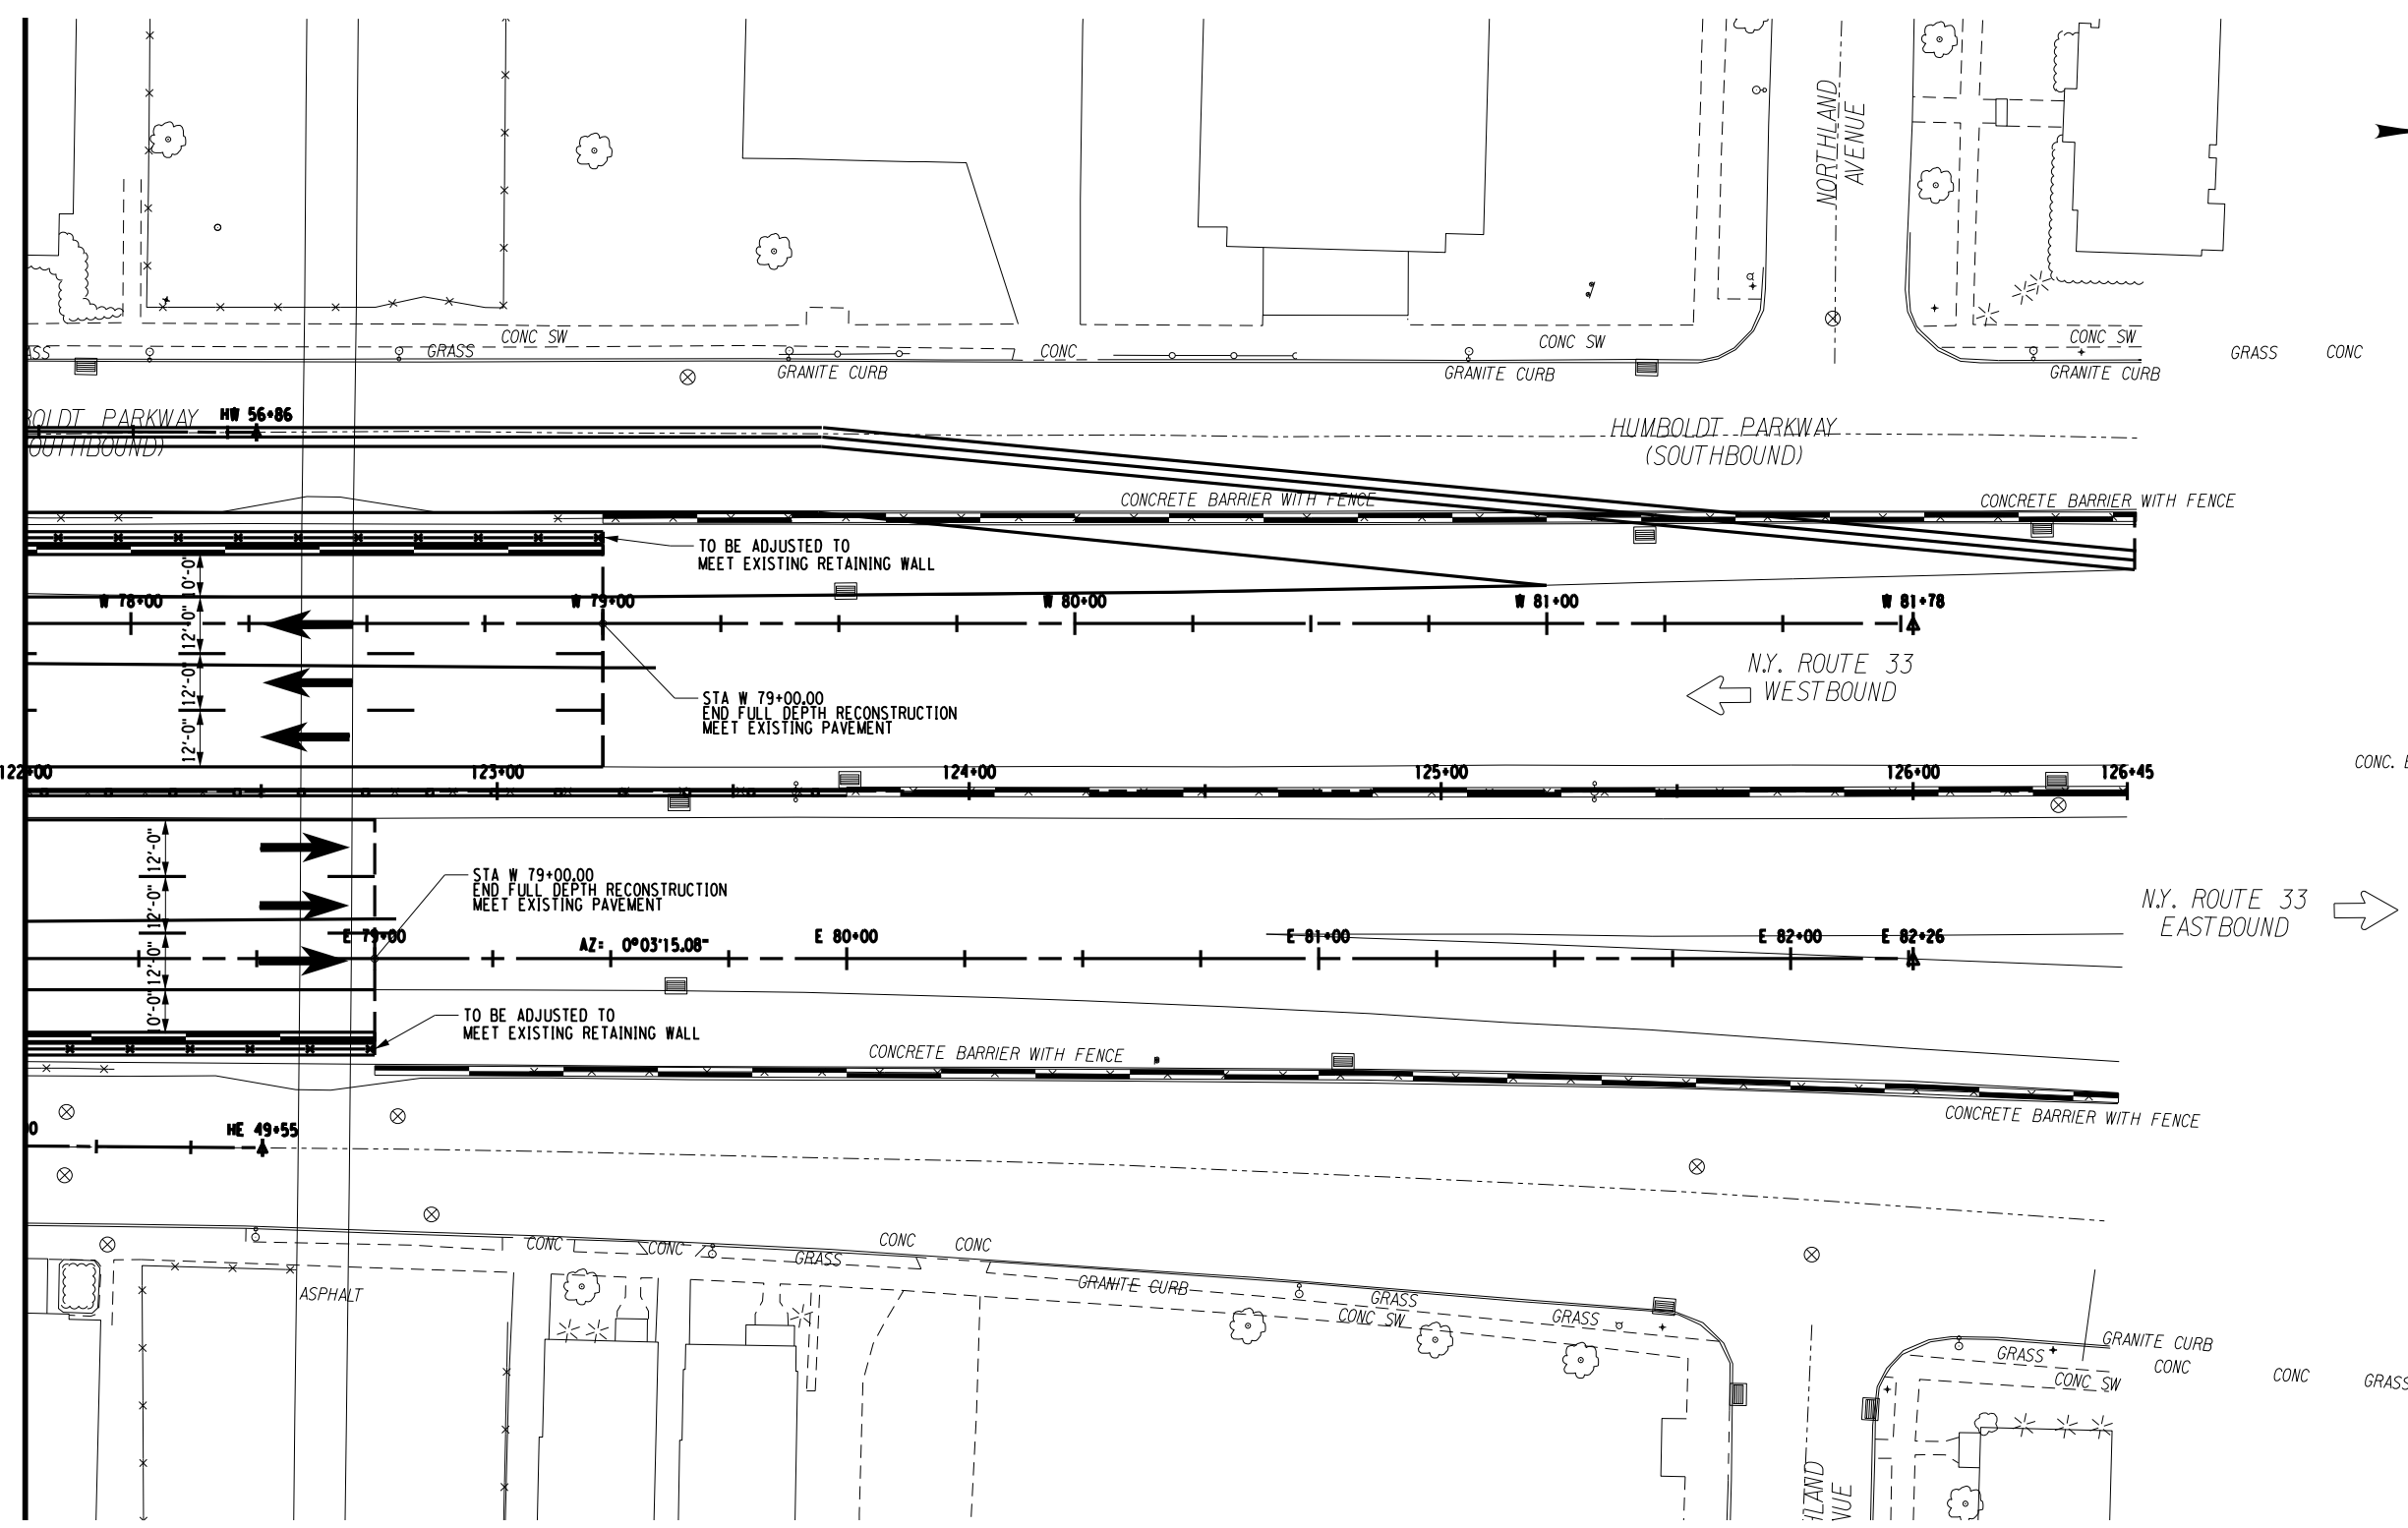 NORTHLAND
AVENUE
CONC SW
GRASS
CONC
CONC SW
CONC SW
GRASS
CONC
GRANITE CURB
GRANITE CURB
GRANITE CURB
HW 56+86
HUMBOLDT PARKWAY
(SOUTHBOUND)
CONCRETE BARRIER WITH FENCE
CONCRETE BARRIER WITH FENCE
TO BE ADJUSTED TO
MEET EXISTING RETAINING WALL
10'-0"
12'-0"
12'-0"
12'-0"
W 78+00
W 79+00
W 80+00
W 81+00
W 81+78
N.Y. ROUTE 33
WESTBOUND
STA W 79+00.00
END FULL DEPTH RECONSTRUCTION
MEET EXISTING PAVEMENT
122+00
123+00
124+00
125+00
126+00
126+45
CONC.
12'-0"
12'-0"
12'-0"
10'-0"
STA W 79+00.00
END FULL DEPTH RECONSTRUCTION
MEET EXISTING PAVEMENT
N.Y. ROUTE 33
EASTBOUND
E 79+00
AZ: 0°03'15.08"
E 80+00
E 81+00
E 82+00
E 82+26
TO BE ADJUSTED TO
MEET EXISTING RETAINING WALL
CONCRETE BARRIER WITH FENCE
CONCRETE BARRIER WITH FENCE
HE 49+55
CONC
CONC
GRASS
CONC
CONC
ASPHALT
GRANITE CURB
GRASS
CONC SW
GRASS
GRANITE CURB
GRASS
CONC
CONC SW
CONC
GRASS